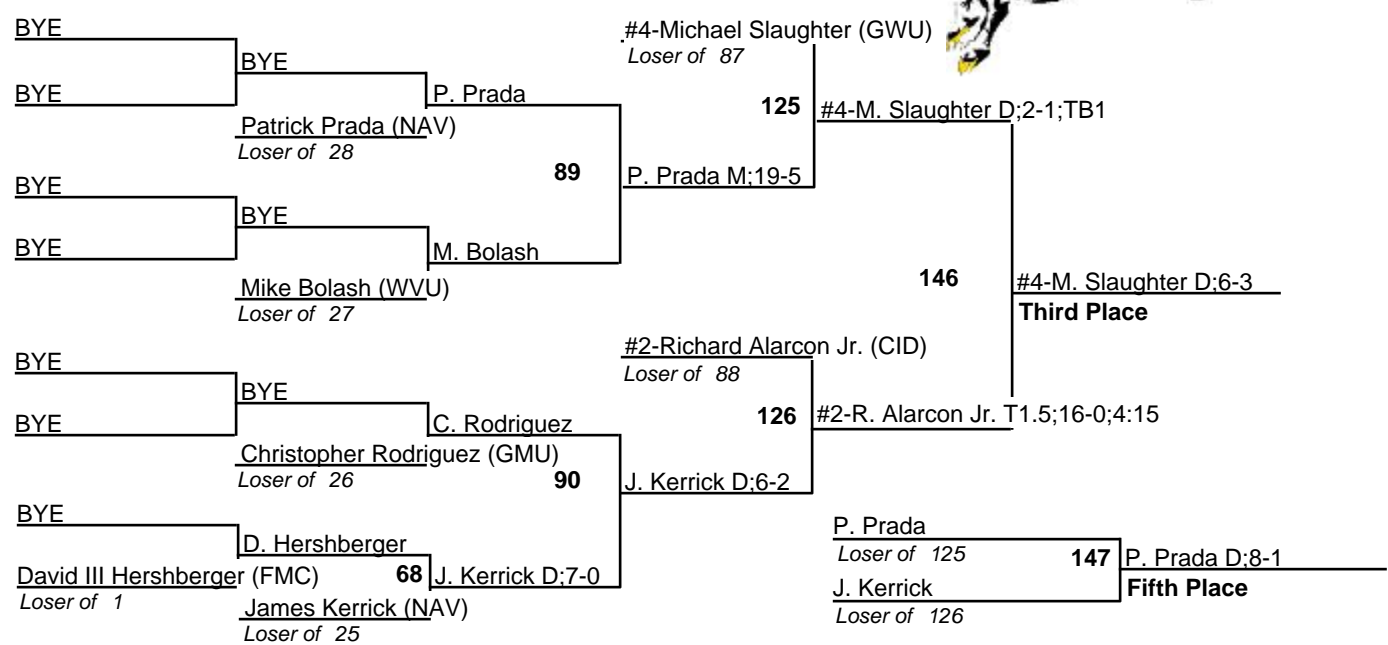 BYE
#4-Michael Slaughter (GWU)
Loser of 87
BYE
BYE
P. Prada
125
#4-M. Slaughter D;2-1;TB1
Patrick Prada (NAV)
Loser of 28
89
P. Prada M;19-5
BYE
BYE
BYE
M. Bolash
Mike Bolash (WVU)
Loser of 27
146
#4-M. Slaughter D;6-3
Third Place
BYE
#2-Richard Alarcon Jr. (CID)
Loser of 88
BYE
BYE
C. Rodriguez
126
#2-R. Alarcon Jr. T1.5;16-0;4:15
Christopher Rodriguez (GMU)
Loser of 26
90
J. Kerrick D;6-2
BYE
D. Hershberger
David III Hershberger (FMC)
Loser of 1
68
J. Kerrick D;7-0
James Kerrick (NAV)
Loser of 25
P. Prada
Loser of 125
147
P. Prada D;8-1
Fifth Place
J. Kerrick
Loser of 126